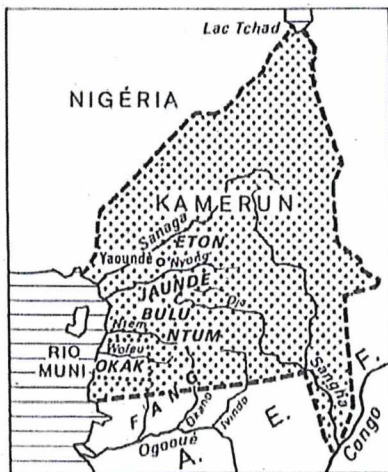 Lac Tchad
NIGÉRIA
KAMERUN
Sanaga
ETON
Yaoundé
Nyong
JAUNDE
Dja
BULU
Ntem
NTUM
Woleu
RIO
MUNI
OKAK
FANG
Okano
Ivindo
Sangha
Ogooué
A.
E.
F.
Congo